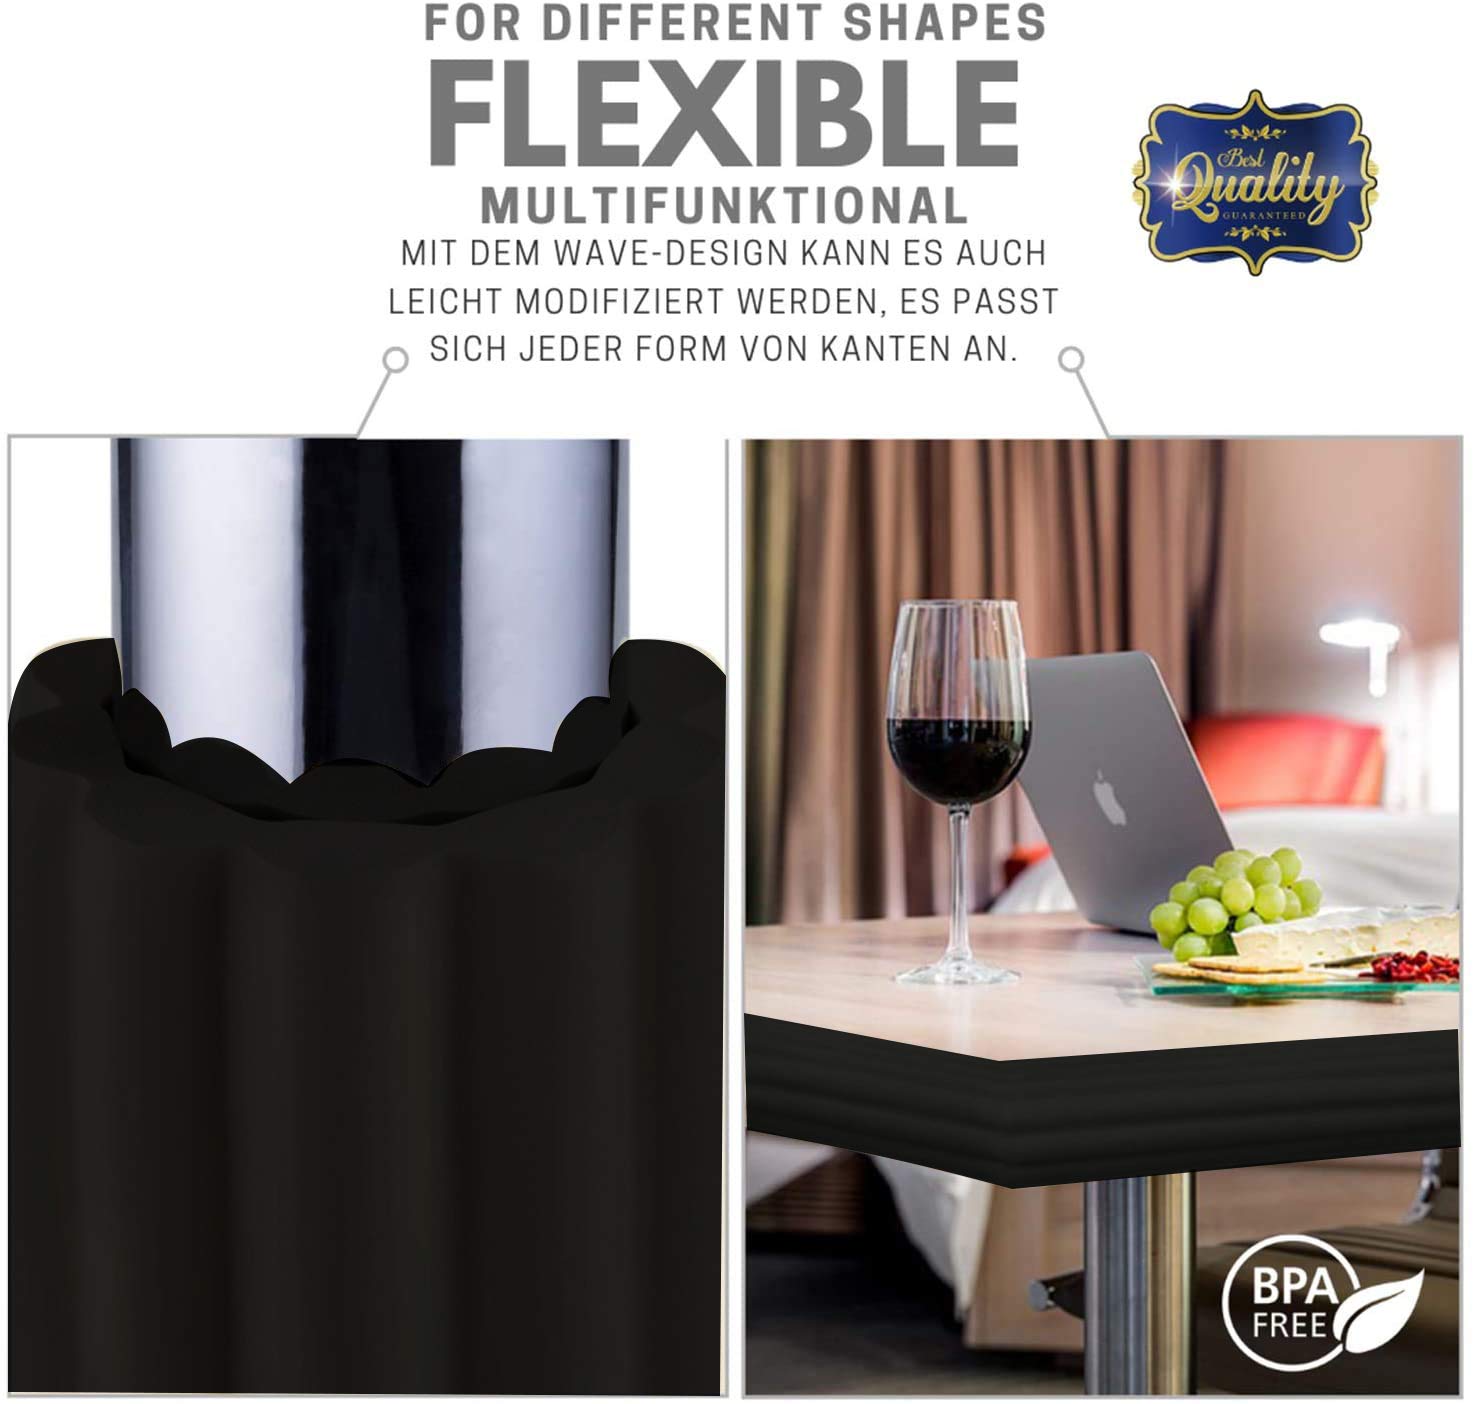 FOR DIFFERENT SHAPES
FLEXIBLE
MULTIFUNKTIONAL
MIT DEM WAVE-DESIGN KANN ES AUCH
LEICHT MODIFIZIERT WERDEN, ES PASST
SICH JEDER FORM VON KANTEN AN.
Best
Quality
GUARANTEED
BPA
FREE